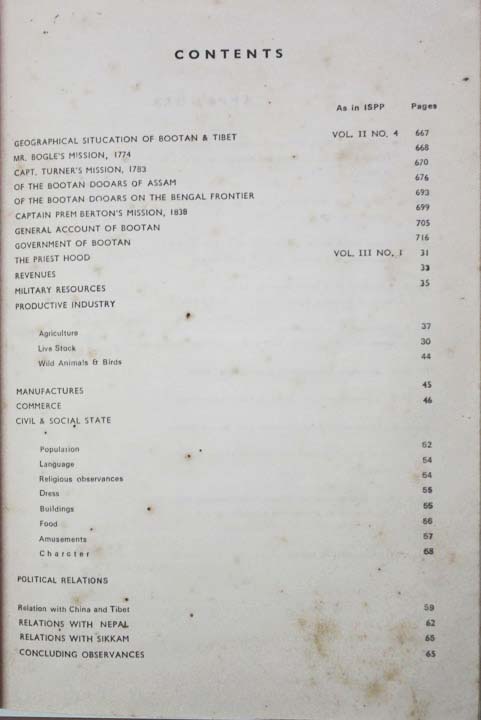 CONTENTS
As in ISPP Pages
GEOGRAPHICAL SITUCATION OF BOOTAN & TIBET VOL. II NO. 4 667
MR. BOGLE'S MISSION, 1774 668
CAPT. TURNER'S MISSION, 1783 670
OF THE BOOTAN DOOARS OF ASSAM 676
OF THE BOOTAN DOOARS ON THE BENGAL FRONTIER 693
CAPTAIN PREM BERTON'S MISSION, 1838 699
GENERAL ACCOUNT OF BOOTAN 705
GOVERNMENT OF BOOTAN 716
THE PRIEST HOOD VOL. III NO. I 31
REVENUES 33
MILITARY RESOURCES 35
PRODUCTIVE INDUSTRY
Agriculture 37
Live Stock 30
Wild Animals & Birds 44
MANUFACTURES 45
COMMERCE 46
CIVIL & SOCIAL STATE
Population 52
Language 54
Religious observances 54
Dress 55
Buildings 55
Food 56
Amusements 57
Charcter 58
POLITICAL RELATIONS
Relation with China and Tibet 59
RELATIONS WITH NEPAL 62
RELATIONS WITH SIKKAM 65
CONCLUDING OBSERVANCES 65